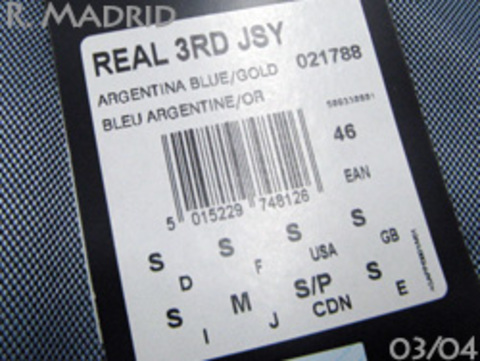 R. MADRID
REAL 3RD JSY
ARGENTINA BLUE/GOLD 021788
BLEU ARGENTINE/OR
46
5 015229 748126 EAN
S S S S
D F USA GB
S M S/P S
I J CDN E
03/04